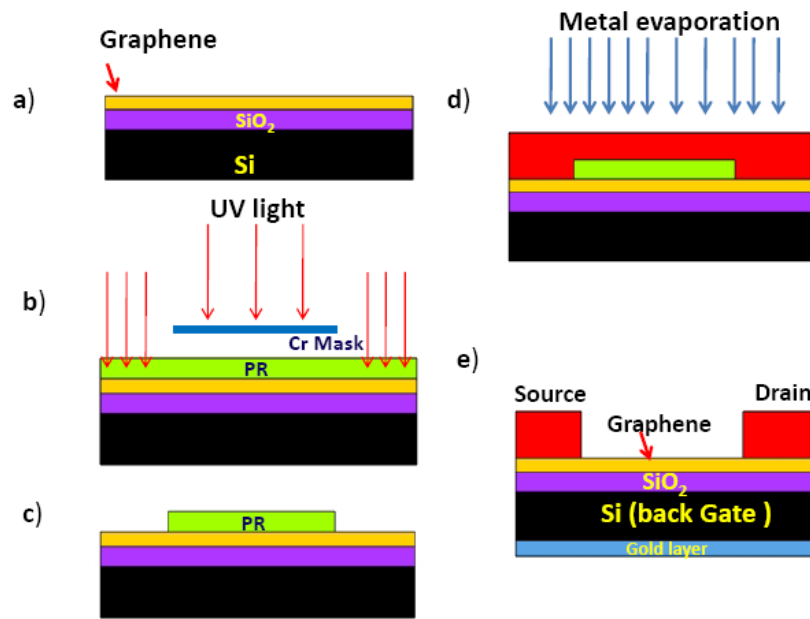 Graphene
a)
SiO₂
Si
UV light
b)
Cr Mask
PR
c)
PR
Metal evaporation
d)
e)
Source
Drain
Graphene
SiO₂
Si (back Gate )
Gold layer